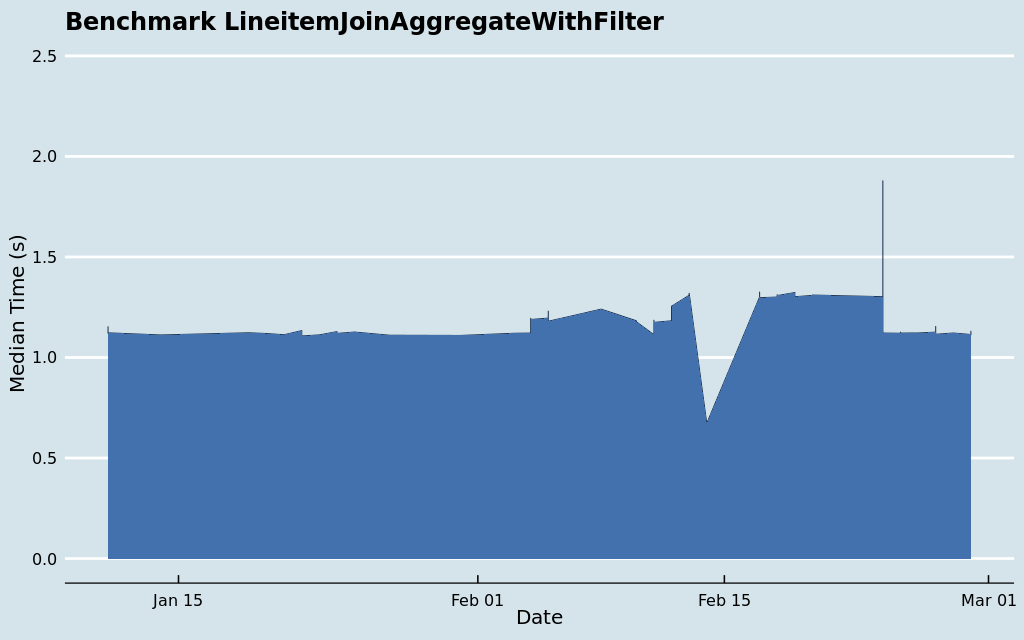 Benchmark LineitemJoinAggregateWithFilter
2.5
2.0
1.5
1.0
0.5
0.0
Median Time (s)
Jan 15
Feb 01
Feb 15
Mar 01
Date